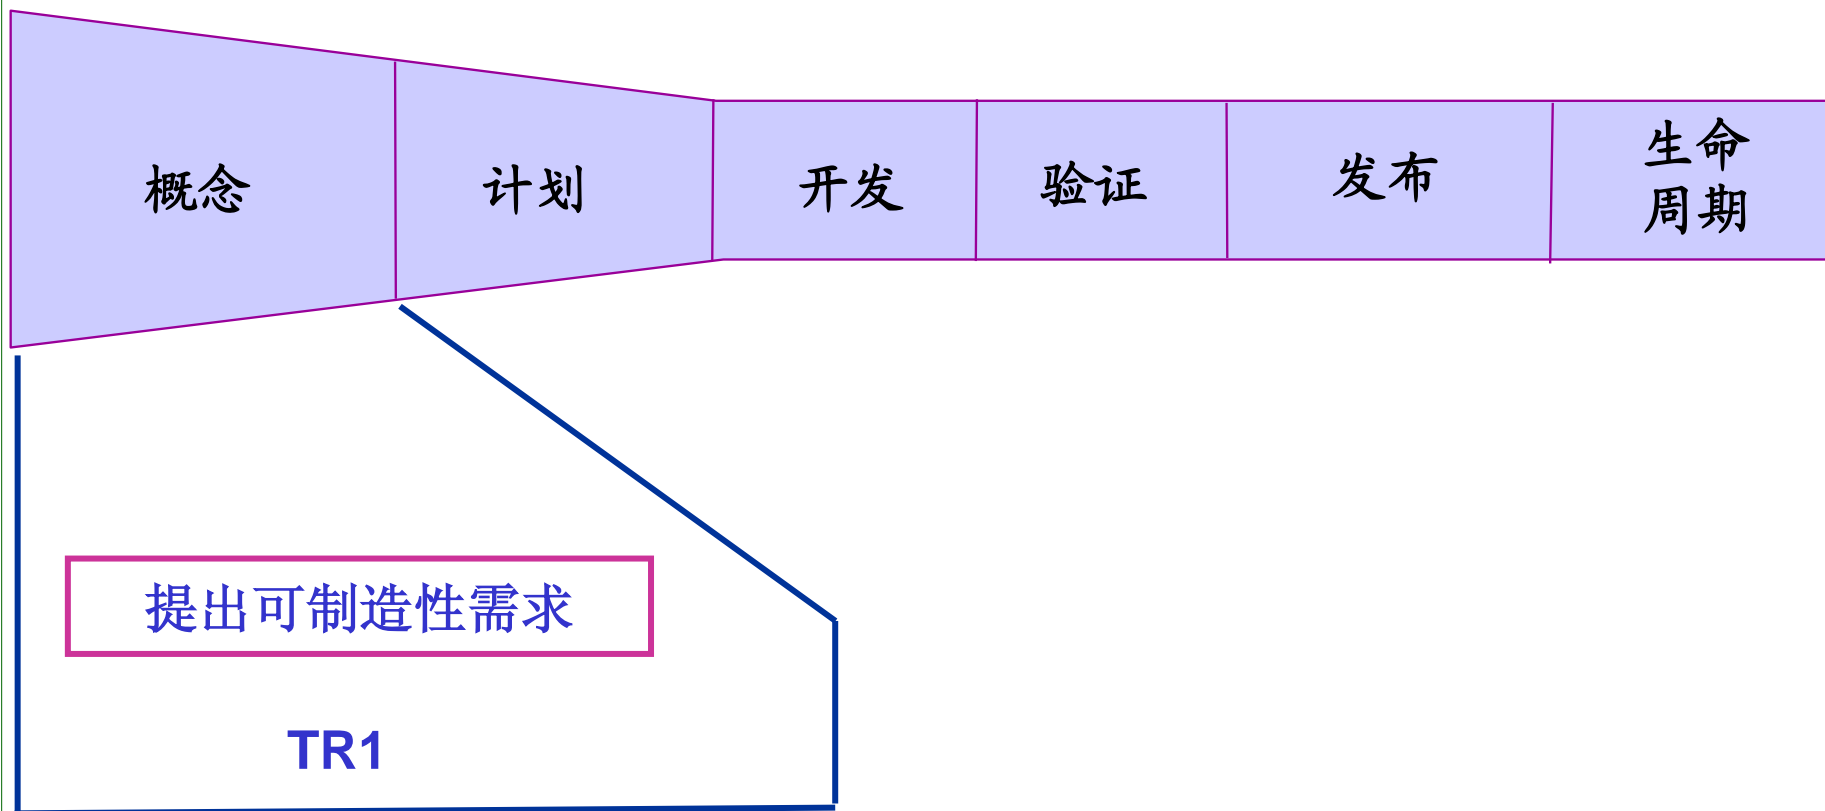 概念
计划
开发
验证
发布
生命
周期
提出可制造性需求
TR1